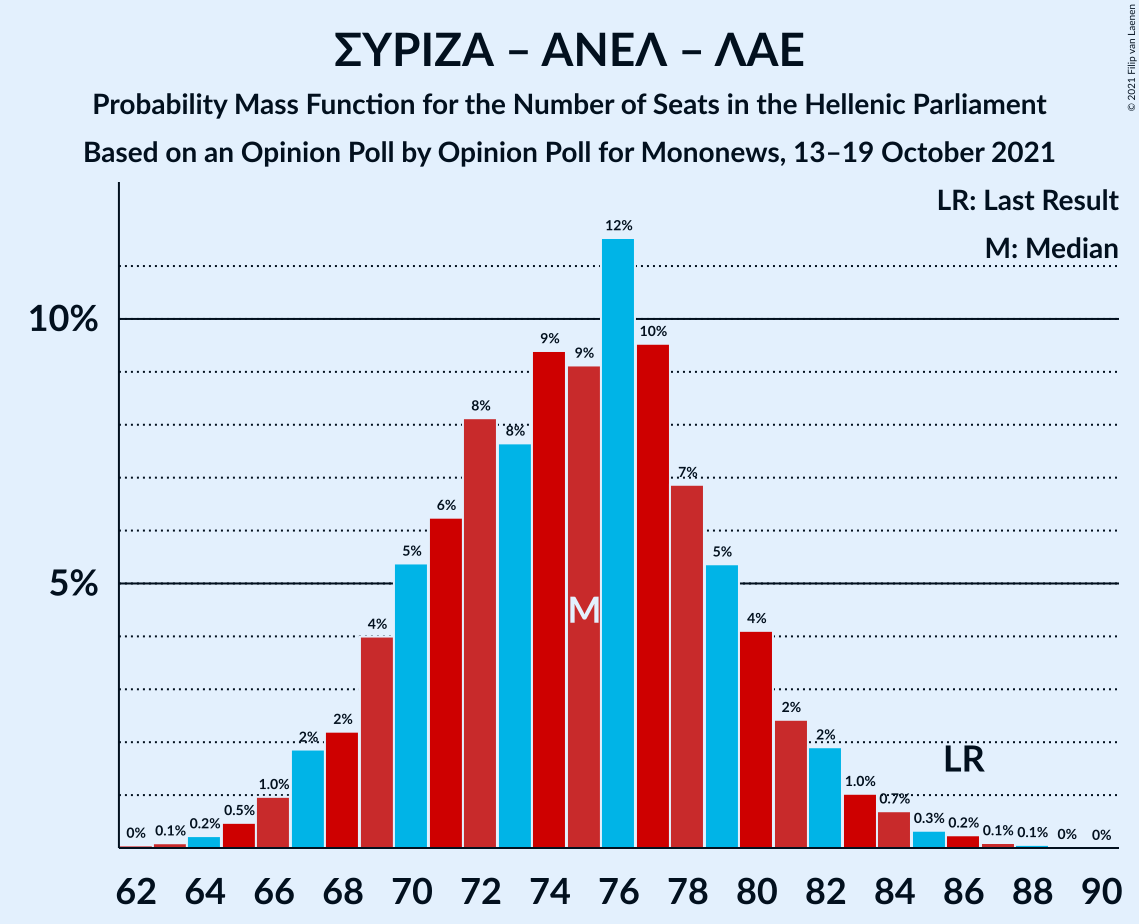 ΣΥΡΙΖΑ – ΑΝΕΛ – ΛΑΕ
Probability Mass Function for the Number of Seats in the Hellenic Parliament
Based on an Opinion Poll by Opinion Poll for Mononews, 13–19 October 2021
© 2021 Filip van Laenen
LR: Last Result
M: Median
10%
5%
0% 0.1% 0.2% 0.5% 1.0% 2% 2% 4% 5% 6% 8% 8% 9% 9% 12% 10% 7% 5% 4% 2% 2% 1.0% 0.7% 0.3% 0.2% 0.1% 0.1% 0% 0%
M
LR
62 64 66 68 70 72 74 76 78 80 82 84 86 88 90